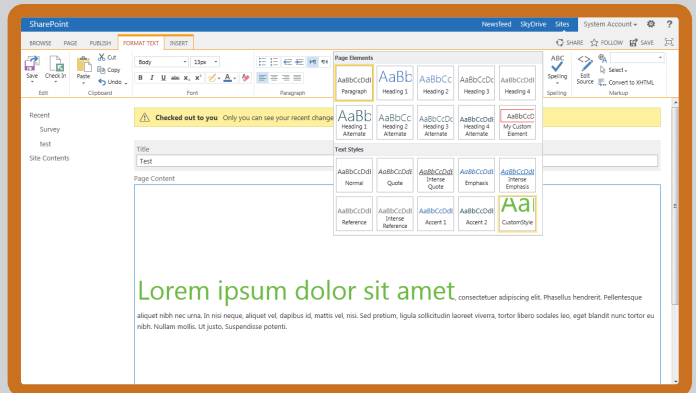 SharePoint
Newsfeed SkyDrive Sites System Account ?
BROWSE PAGE PUBLISH FORMAT TEXT INSERT
SHARE FOLLOW SAVE
Save Check In
Paste
Cut
Copy
Undo
Body 13px
B I U abc x₂ x² A
Edit Clipboard Font Paragraph
Page Elements
AaBbCcDdI AaBb AaBbCc AaBbCcDc AaBbCcDdI
Paragraph Heading 1 Heading 2 Heading 3 Heading 4
AaBb AaBbCc AaBbCcDc AaBbCcDdI AaBbCcD
Heading 1 Alternate Heading 2 Alternate Heading 3 Alternate Heading 4 Alternate My Custom Element
Text Styles
AaBbCcDdI AaBbCcDdE AaBbCcDdE AaBbCcDdE AaBbCcDdE
Normal Quote Intense Quote Emphasis Intense Emphasis
AaBbCcDdI AaBbCcDdI AaBbCcDdI AaBbCcDdI Aa
Reference Intense Reference Accent 1 Accent 2 CustomStyle
ABC
Spelling
Edit Source
Select
Convert to XHTML
Spelling Markup
Recent
Survey
test
Site Contents
Checked out to you Only you can see your recent change
Title
Test
Page Content
Lorem ipsum dolor sit amet, consectetuer adipiscing elit. Phasellus hendrerit. Pellentesque
aliquet nibh nec urna. In nisi neque, aliquet vel, dapibus id, mattis vel, nisi. Sed pretium, ligula sollicitudin laoreet viverra, tortor libero sodales leo, eget blandit nunc tortor eu
nibh. Nullam mollis. Ut justo. Suspendisse potenti.